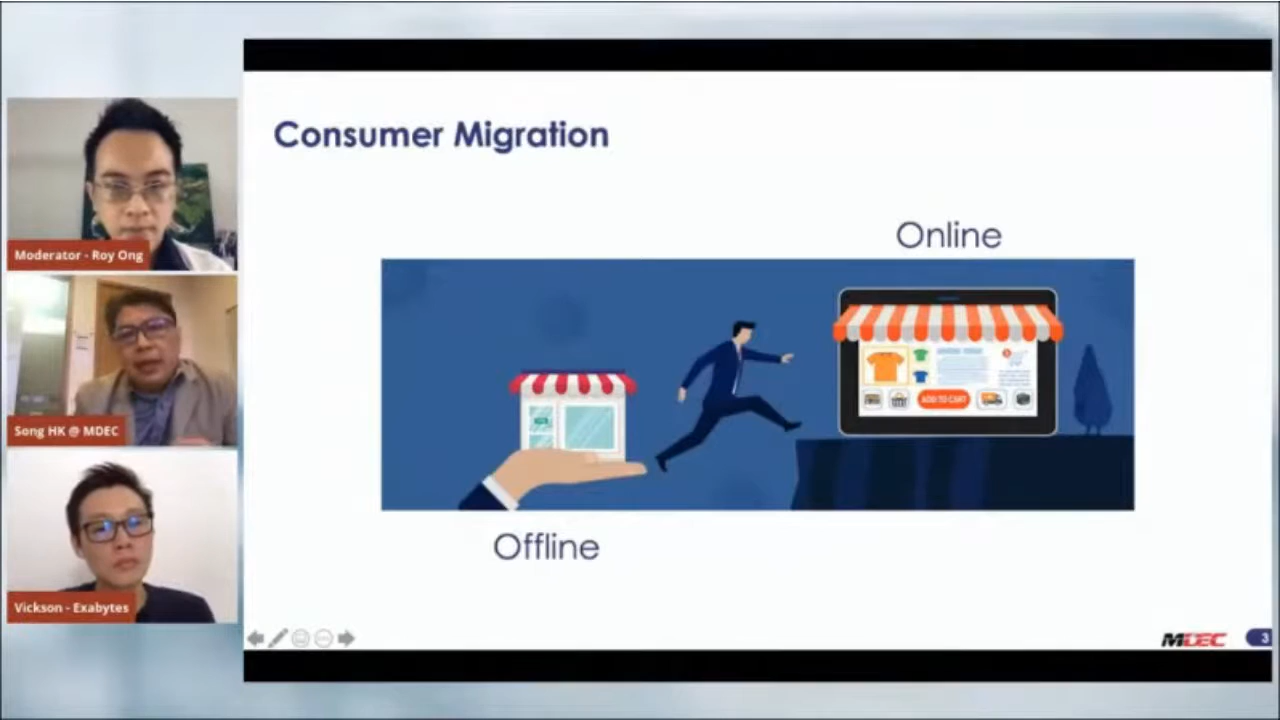 Consumer Migration
Online
ADD TO CART
Offline
Moderator - Roy Ong
Song HK @ MDEC
Vickson - Exabytes
MDEC
3